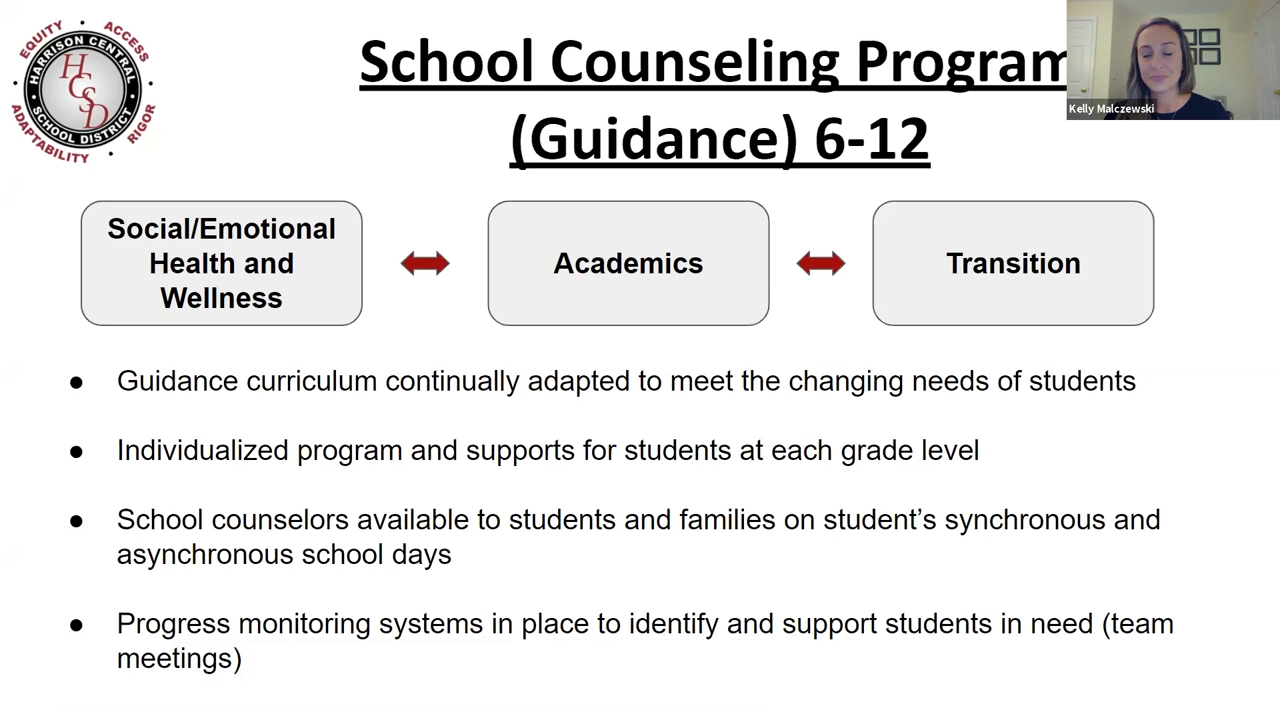 EQUITY
ACCESS
HARRISON CENTRAL
HCSD
SCHOOL DISTRICT
ADAPTABILITY
RIGOR
School Counseling Program
(Guidance) 6-12
Kelly Malczewski
Social/Emotional
Health and
Wellness
Academics
Transition
● Guidance curriculum continually adapted to meet the changing needs of students
● Individualized program and supports for students at each grade level
● School counselors available to students and families on student’s synchronous and
asynchronous school days
● Progress monitoring systems in place to identify and support students in need (team
meetings)